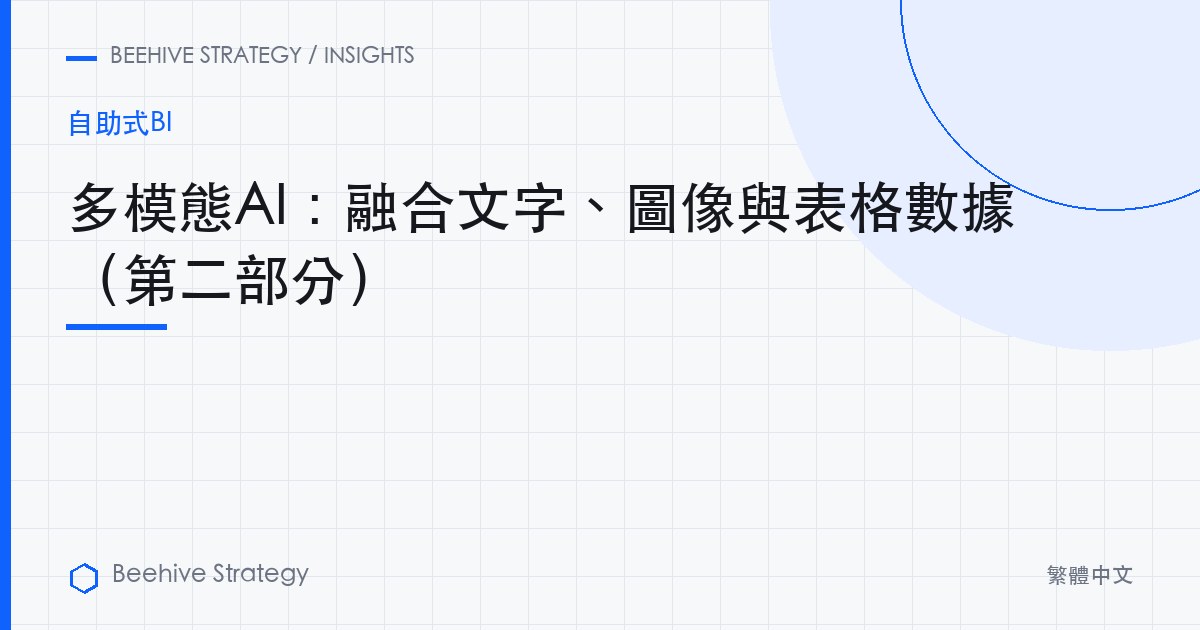 BEEHIVE STRATEGY / INSIGHTS
自助式BI
多模態AI：融合文字、圖像與表格數據
（第二部分）
Beehive Strategy
繁體中文